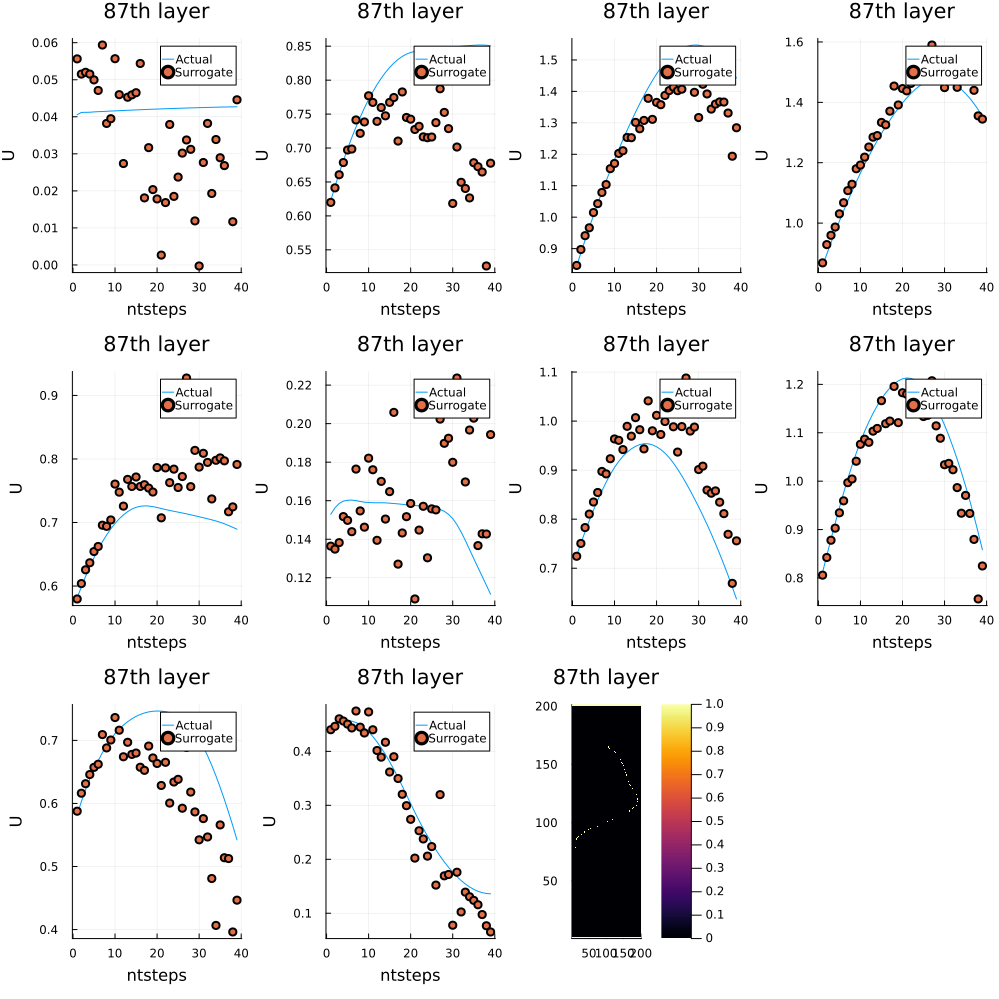 87th layer 87th layer 87th layer 87th layer
Actual
Surrogate
U
0.06
0.05
0.04
0.03
0.02
0.01
0.00
0 10 20 30 40
ntsteps
Actual
Surrogate
U
0.85
0.80
0.75
0.70
0.65
0.60
0.55
0 10 20 30 40
ntsteps
Actual
Surrogate
U
1.5
1.4
1.3
1.2
1.1
1.0
0.9
0 10 20 30 40
ntsteps
Actual
Surrogate
U
1.6
1.4
1.2
1.0
0 10 20 30 40
ntsteps
87th layer 87th layer 87th layer 87th layer
Actual
Surrogate
U
0.9
0.8
0.7
0.6
0 10 20 30 40
ntsteps
Actual
Surrogate
U
0.22
0.20
0.18
0.16
0.14
0.12
0 10 20 30 40
ntsteps
Actual
Surrogate
U
1.1
1.0
0.9
0.8
0.7
0 10 20 30 40
ntsteps
Actual
Surrogate
U
1.2
1.1
1.0
0.9
0.8
0 10 20 30 40
ntsteps
87th layer 87th layer 87th layer
Actual
Surrogate
U
0.7
0.6
0.5
0.4
0 10 20 30 40
ntsteps
Actual
Surrogate
U
0.4
0.3
0.2
0.1
0 10 20 30 40
ntsteps
200
150
100
50
50 100 150 200
1.0
0.9
0.8
0.7
0.6
0.5
0.4
0.3
0.2
0.1
0